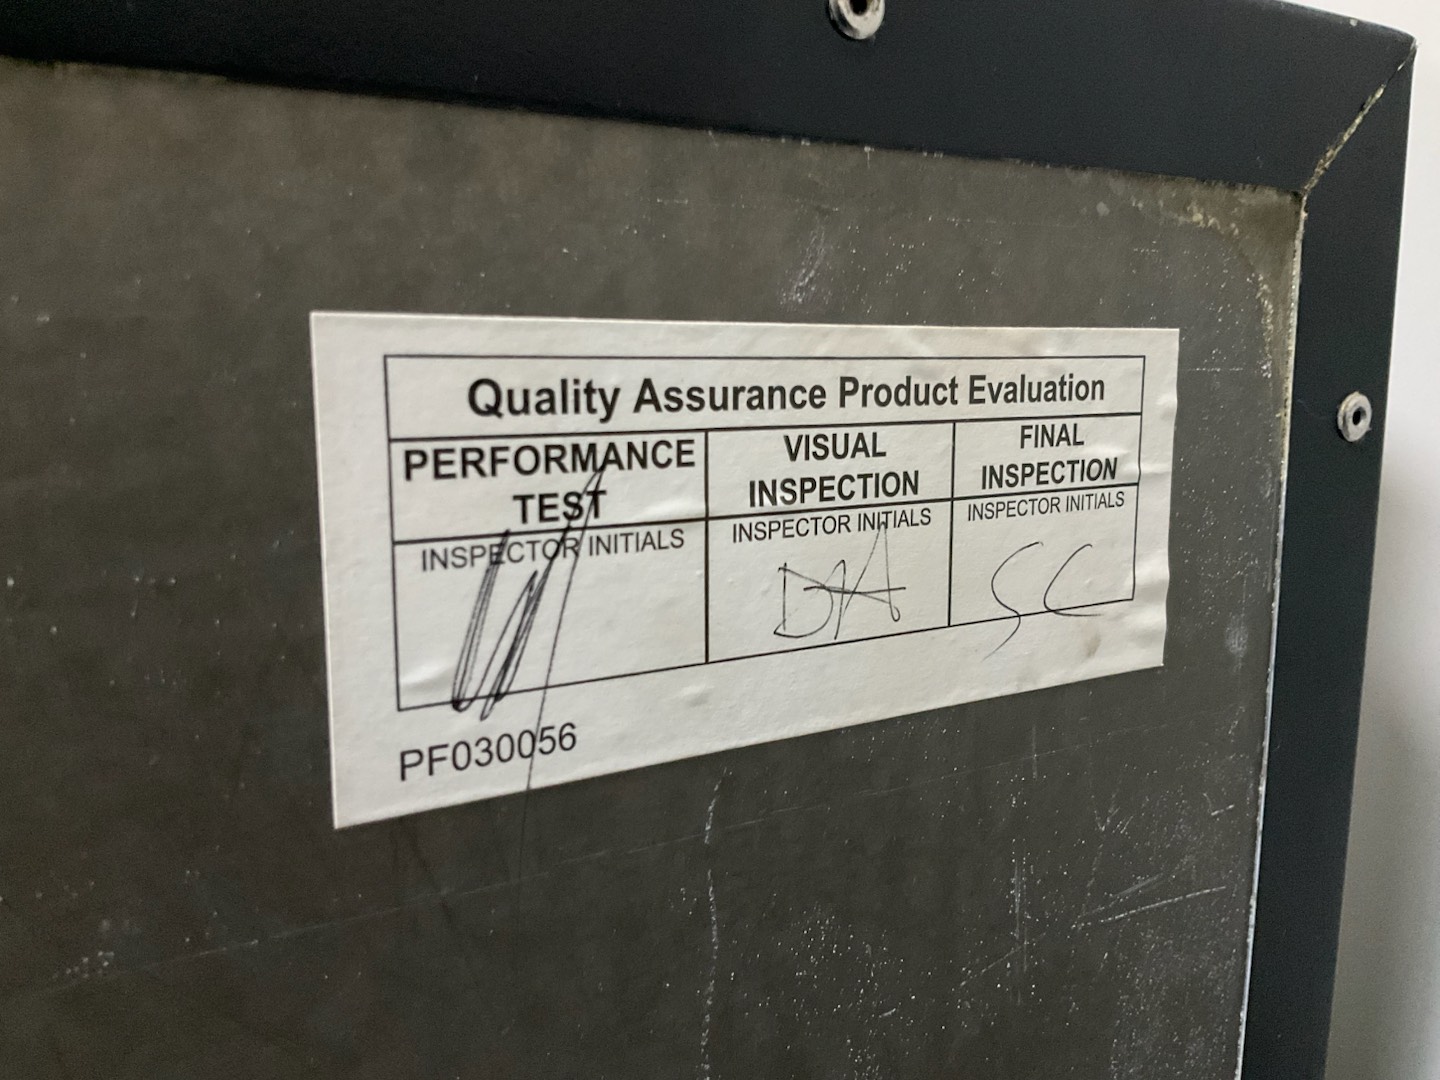 Quality Assurance Product Evaluation
PERFORMANCE TEST
VISUAL INSPECTION
FINAL INSPECTION
INSPECTOR INITIALS
INSPECTOR INITIALS
INSPECTOR INITIALS
DA
SC
PF030056